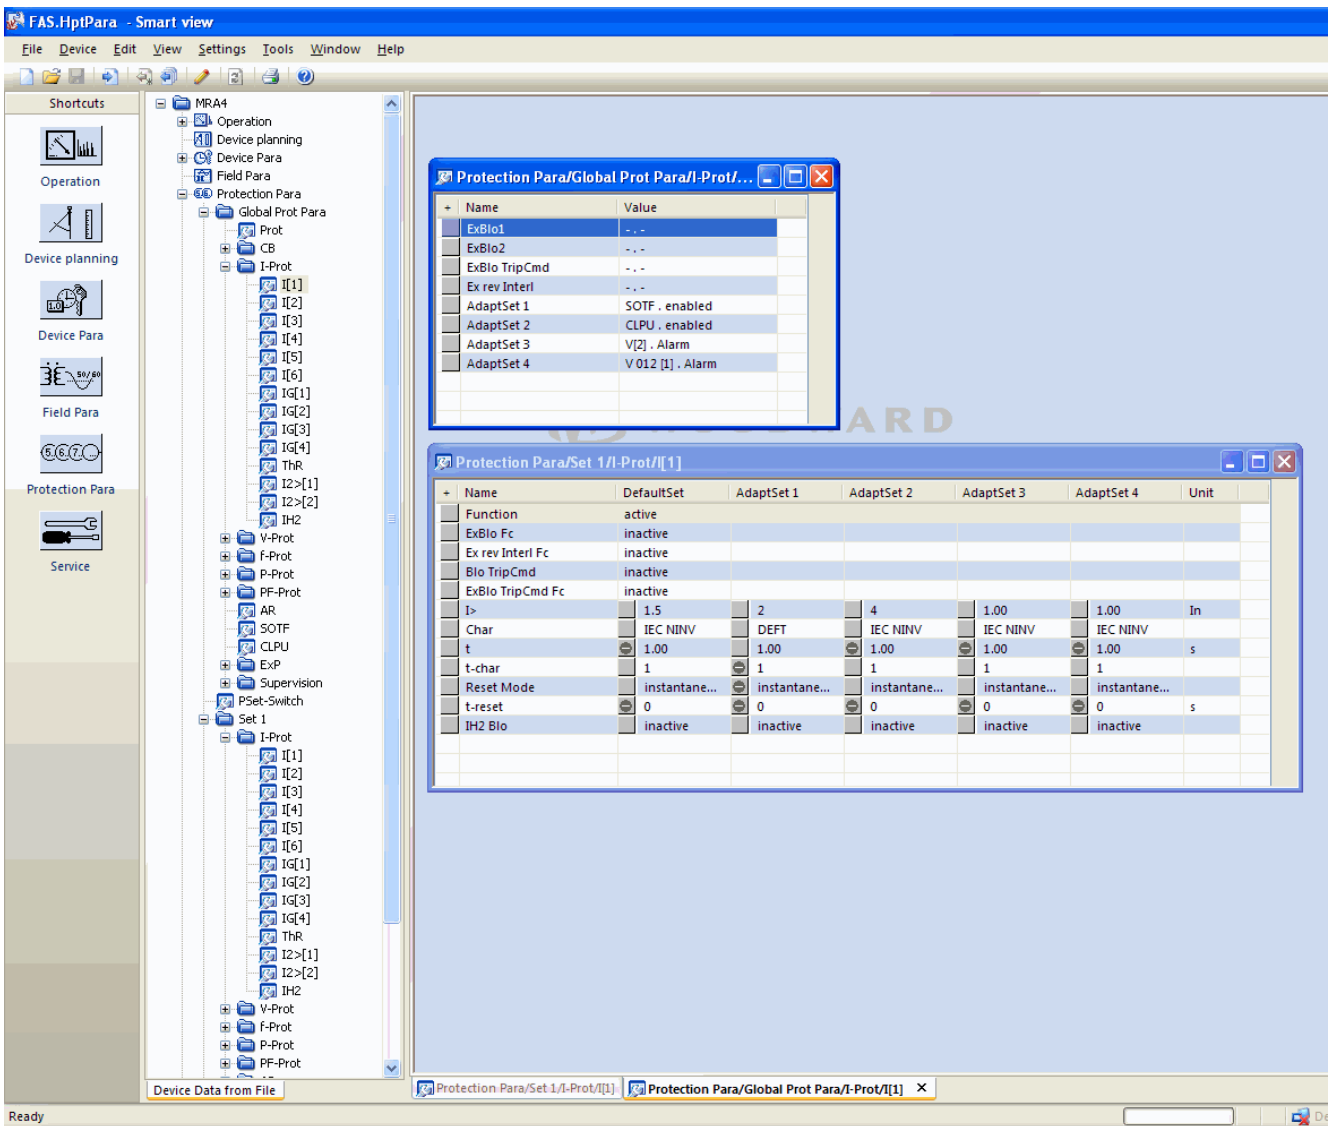 FAS.HptPara - Smart view
File Device Edit View Settings Tools Window Help
Shortcuts
Operation
Device planning
Device Para
Field Para
Protection Para
Service
MRA4
Operation
Device planning
Device Para
Field Para
Protection Para
Global Prot Para
Prot
CB
I-Prot
I[1]
I[2]
I[3]
I[4]
I[5]
I[6]
IG[1]
IG[2]
IG[3]
IG[4]
ThR
I2>[1]
I2>[2]
IH2
V-Prot
f-Prot
P-Prot
PF-Prot
AR
SOTF
CLPU
ExP
Supervision
PSet-Switch
Set 1
I-Prot
I[1]
I[2]
I[3]
I[4]
I[5]
I[6]
IG[1]
IG[2]
IG[3]
IG[4]
ThR
I2>[1]
I2>[2]
IH2
V-Prot
f-Prot
P-Prot
PF-Prot
Device Data from File
Protection Para/Global Prot Para/I-Prot/...
+ Name Value
ExBlo1 - . -
ExBlo2 - . -
ExBlo TripCmd - . -
Ex rev Interl - . -
AdaptSet 1 SOTF . enabled
AdaptSet 2 CLPU . enabled
AdaptSet 3 V[2] . Alarm
AdaptSet 4 V 012 [1] . Alarm
ARD
Protection Para/Set 1/I-Prot/I[1]
+ Name DefaultSet AdaptSet 1 AdaptSet 2 AdaptSet 3 AdaptSet 4 Unit
Function active
ExBlo Fc inactive
Ex rev Interl Fc inactive
Blo TripCmd inactive
ExBlo TripCmd Fc inactive
I> 1.5 2 4 1.00 1.00 In
Char IEC NINV DEFT IEC NINV IEC NINV IEC NINV
t 1.00 1.00 1.00 1.00 1.00 s
t-char 1 1 1 1 1
Reset Mode instantane... instantane... instantane... instantane... instantane...
t-reset 0 0 0 0 0 s
IH2 Blo inactive inactive inactive inactive inactive
Protection Para/Set 1/I-Prot/I[1] Protection Para/Global Prot Para/I-Prot/I[1]
Ready